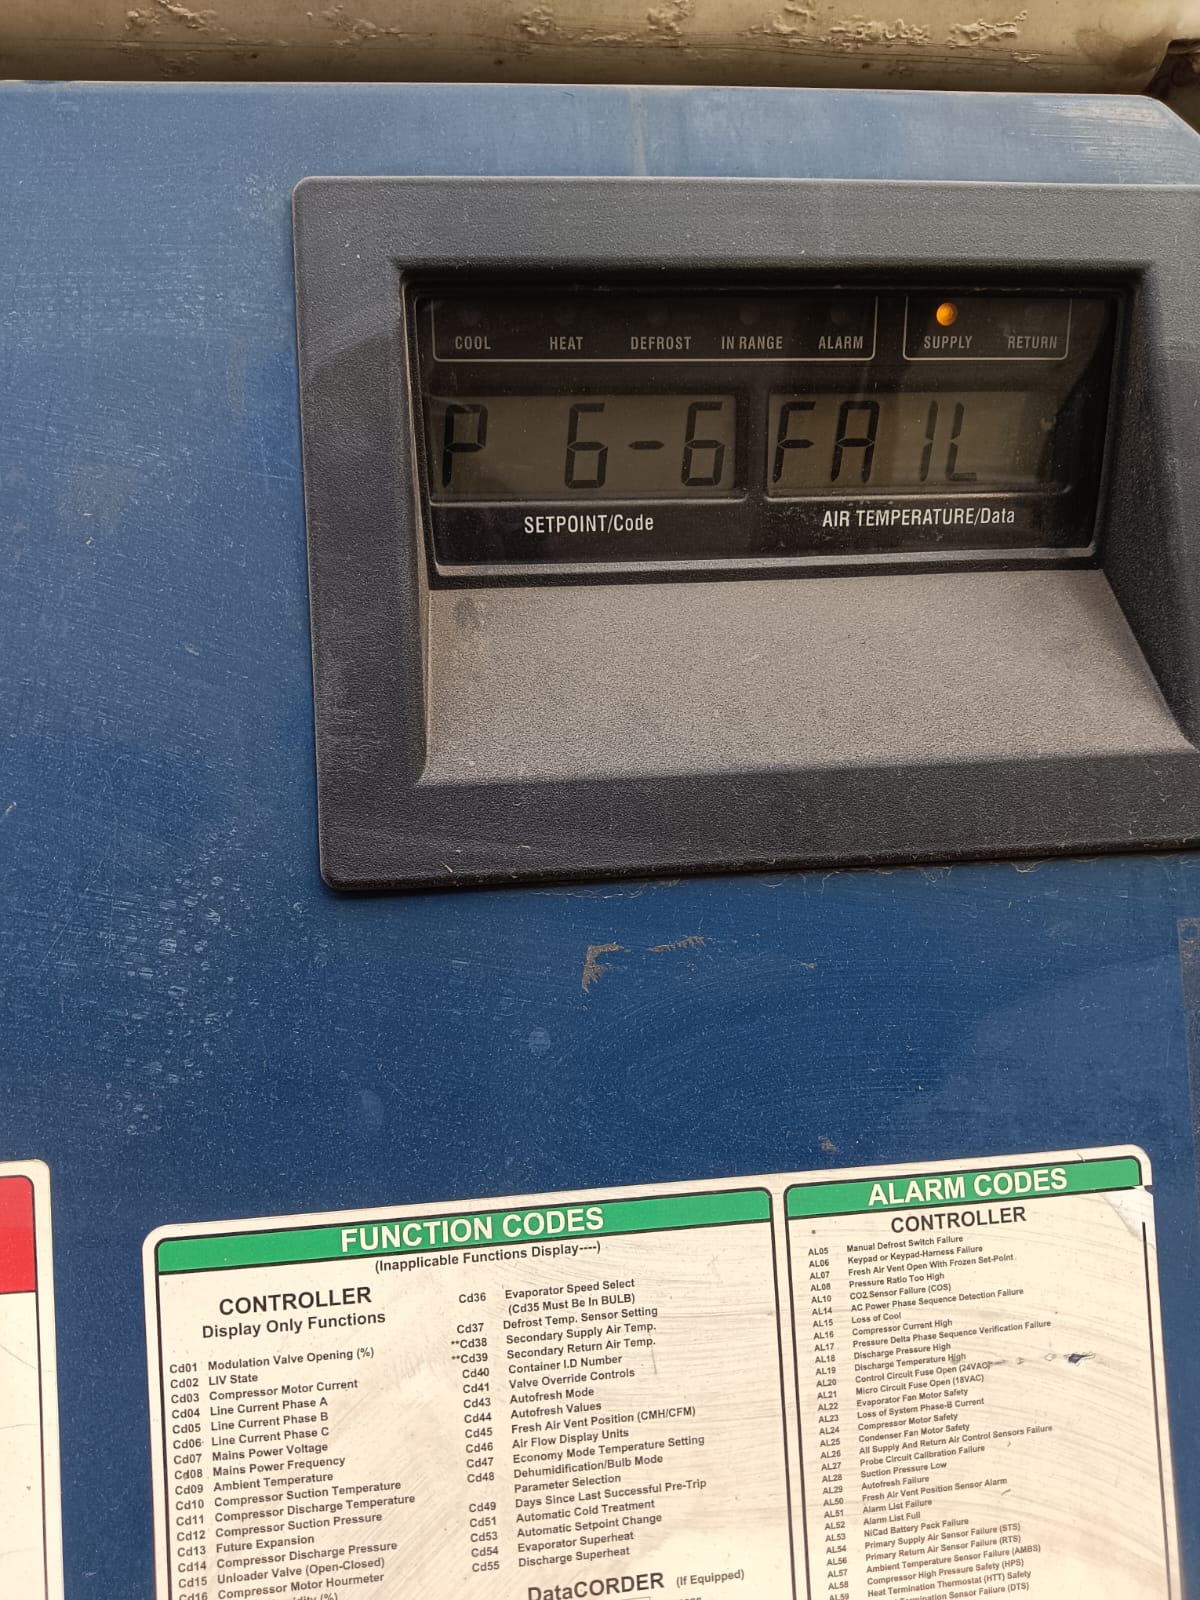 COOL HEAT DEFROST IN RANGE ALARM SUPPLY RETURN
P 6-6 FAIL
SETPOINT/Code AIR TEMPERATURE/Data
FUNCTION CODES
(Inapplicable Functions Display----)
CONTROLLER
Display Only Functions
Cd01 Modulation Valve Opening (%)
Cd02 LIV State
Cd03 Compressor Motor Current
Cd04 Line Current Phase A
Cd05 Line Current Phase B
Cd06 Line Current Phase C
Cd07 Mains Power Voltage
Cd08 Mains Power Frequency
Cd09 Ambient Temperature
Cd10 Compressor Suction Temperature
Cd11 Compressor Discharge Temperature
Cd12 Compressor Suction Pressure
Cd13 Future Expansion
Cd14 Compressor Discharge Pressure
Cd15 Unloader Valve (Open-Closed)
Cd16 Compressor Motor Hourmeter
(%)
Cd36 Evaporator Speed Select
(Cd35 Must Be In BULB)
Cd37 Defrost Temp. Sensor Setting
**Cd38 Secondary Supply Air Temp.
**Cd39 Secondary Return Air Temp.
Cd40 Container I.D Number
Cd41 Valve Override Controls
Cd43 Autofresh Mode
Cd44 Autofresh Values
Cd45 Fresh Air Vent Position (CMH/CFM)
Cd46 Air Flow Display Units
Cd47 Economy Mode Temperature Setting
Cd48 Dehumidification/Bulb Mode
Parameter Selection
Cd49 Days Since Last Successful Pre-Trip
Cd51 Automatic Cold Treatment
Cd53 Automatic Setpoint Change
Cd54 Evaporator Superheat
Cd55 Discharge Superheat
DataCORDER (If Equipped)
ALARM CODES
CONTROLLER
AL05 Manual Defrost Switch Failure
AL06 Keypad or Keypad-Harness Failure
AL07 Fresh Air Vent Open With Frozen Set-Point
AL08 Pressure Ratio Too High
AL10 CO2 Sensor Failure (COS)
AL14 AC Power Phase Sequence Detection Failure
AL15 Loss of Cool
AL16 Compressor Current High
AL17 Pressure Delta Phase Sequence Verification Failure
AL18 Discharge Pressure High
AL19 Discharge Temperature High
AL20 Control Circuit Fuse Open (24VAC)
AL21 Micro Circuit Fuse Open (18VAC)
AL22 Evaporator Fan Motor Safety
AL23 Loss of System Phase-B Current
AL24 Compressor Motor Safety
AL25 Condenser Fan Motor Safety
AL26 All Supply And Return Air Control Sensors Failure
AL27 Probe Circuit Calibration Failure
AL28 Suction Pressure Low
AL29 Autofresh Failure
AL50 Fresh Air Vent Position Sensor Alarm
AL51 Alarm List Failure
AL52 Alarm List Full
AL53 NiCad Battery Pack Failure
AL54 Primary Supply Air Sensor Failure (STS)
AL56 Primary Return Air Sensor Failure (RTS)
AL57 Ambient Temperature Sensor Failure (AMBS)
AL58 Compressor High Pressure Safety (HPS)
AL59 Heat Termination Thermostat (HTT) Safety
Sensor Failure (DTS)